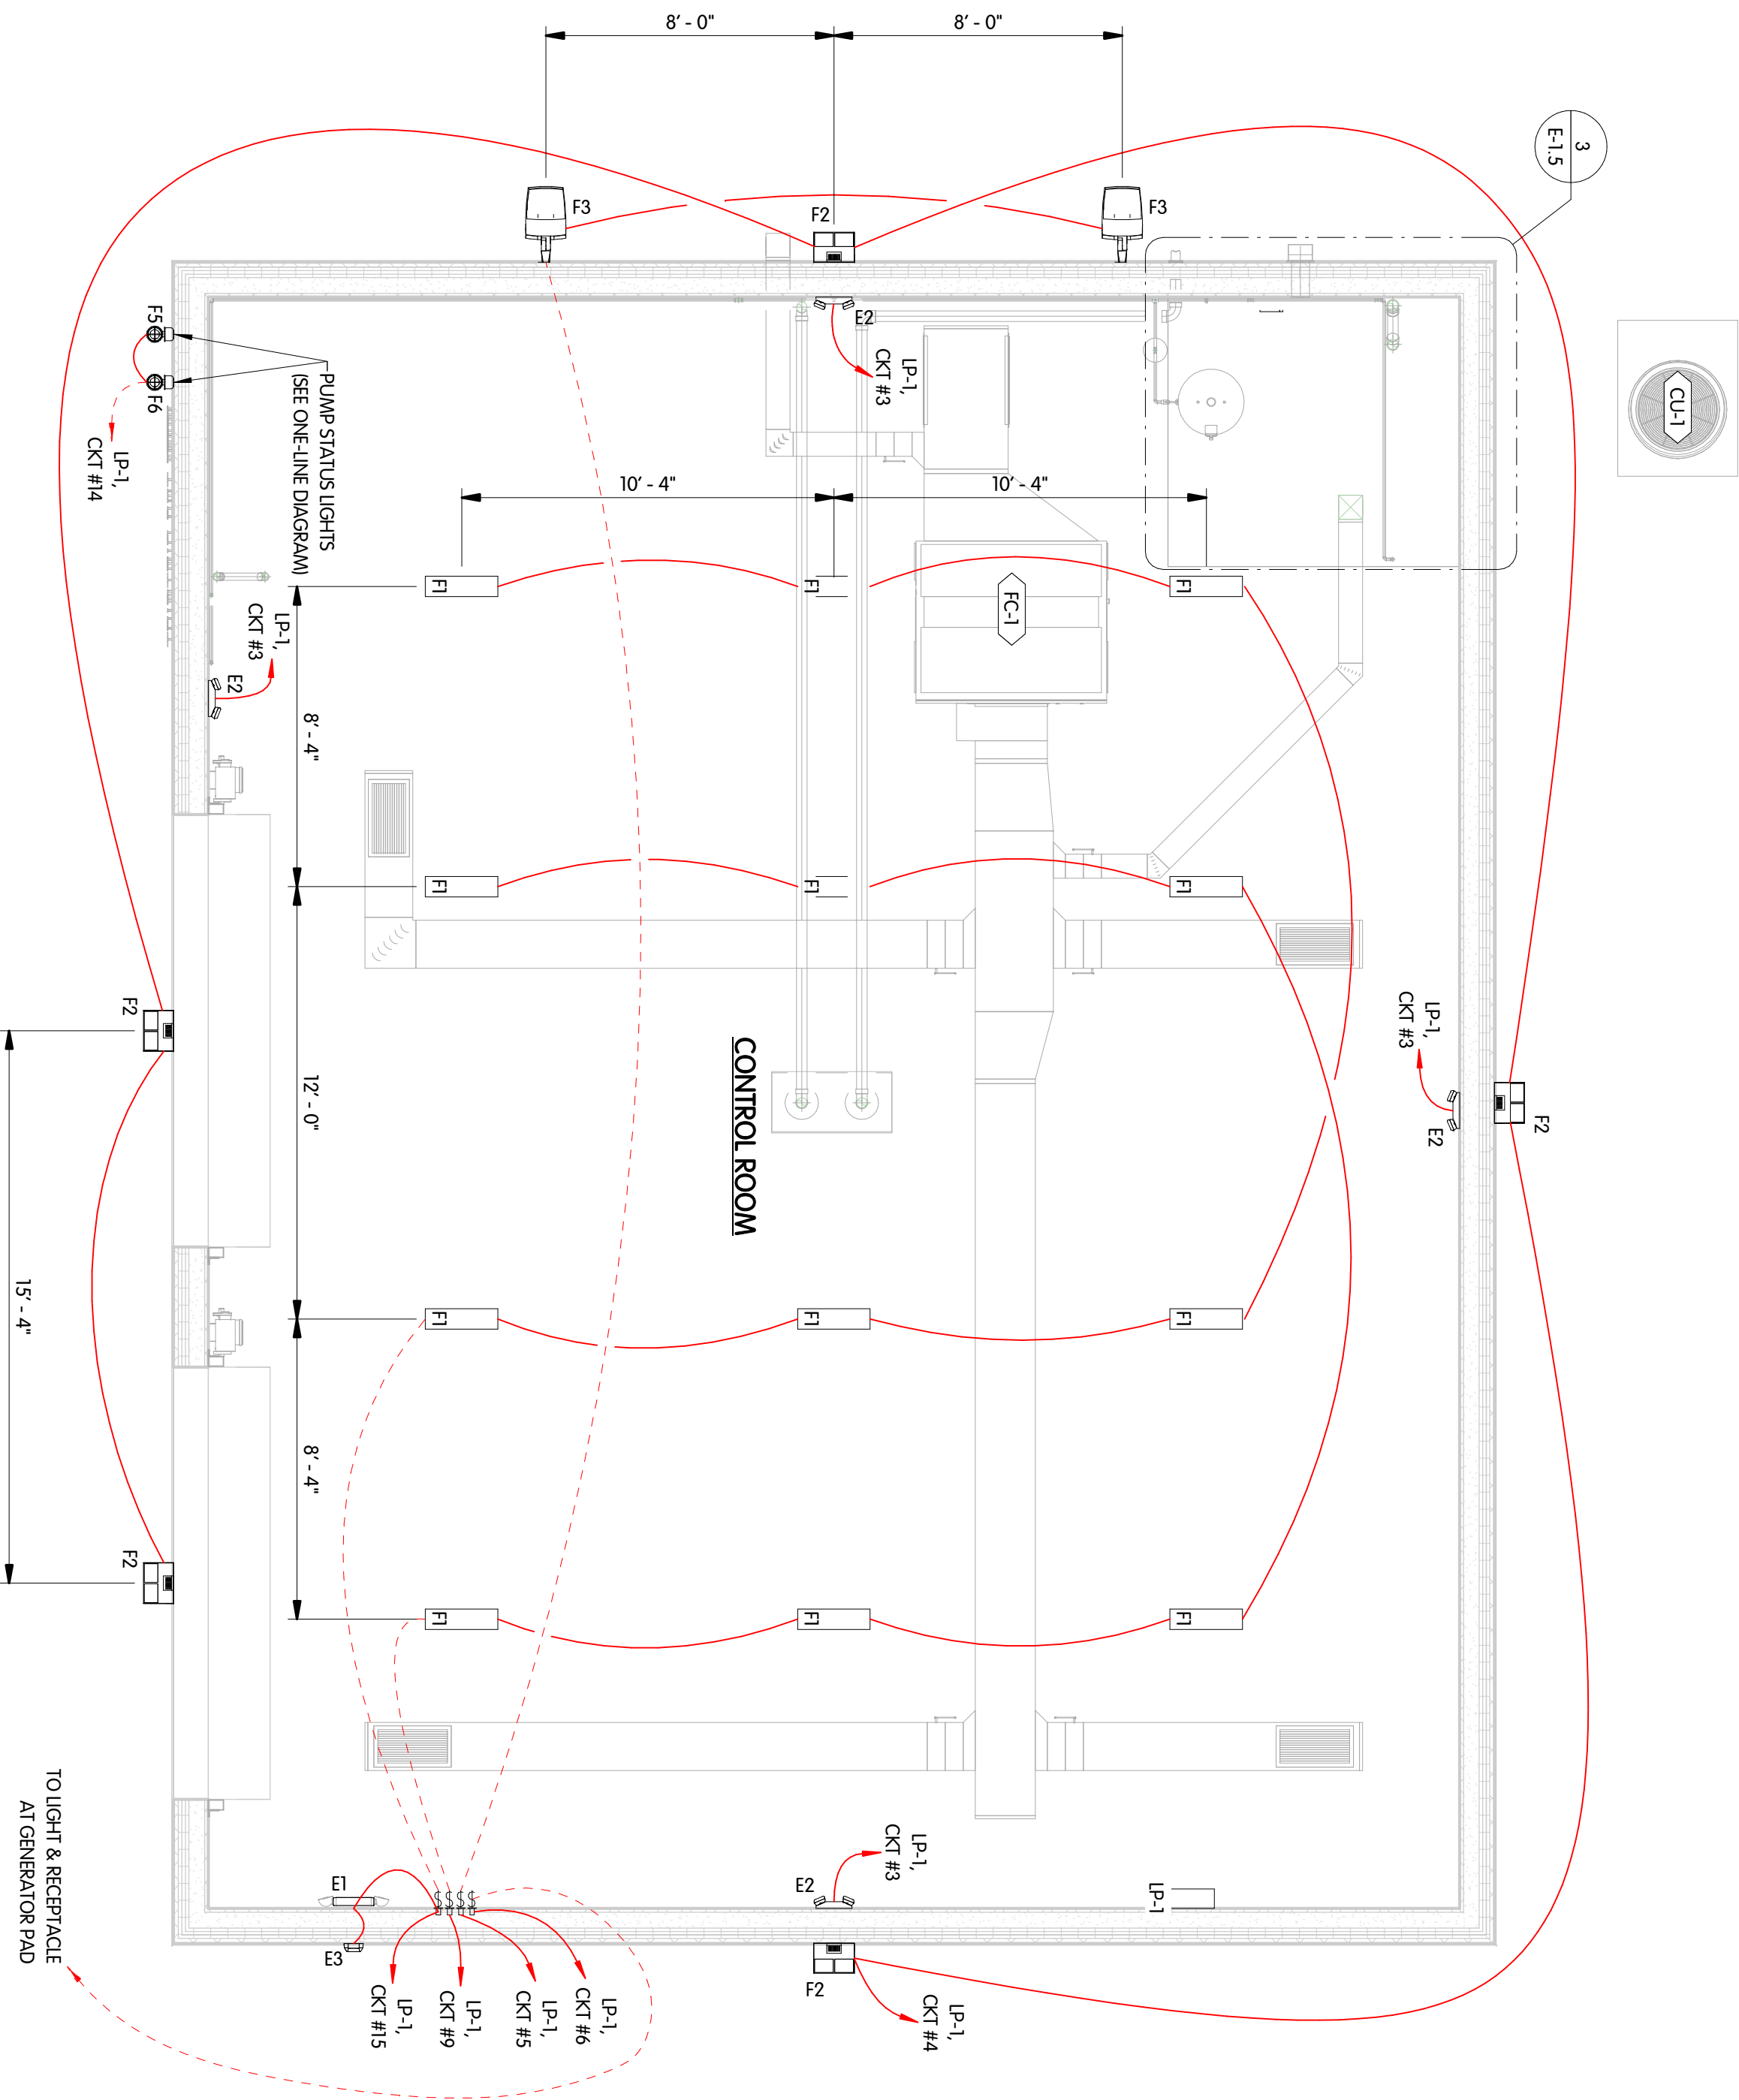 8' - 0"
8' - 0"
3
E-1.5
F3
F2
F3
CU-1
F5
F6
PUMP STATUS LIGHTS
(SEE ONE-LINE DIAGRAM)
LP-1,
CKT #14
E2
LP-1,
CKT #3
10' - 4"
10' - 4"
F1
F1
F1
FC-1
LP-1,
CKT #3
E2
8' - 4"
F1
F1
F1
F2
12' - 0"
CONTROL ROOM
LP-1,
CKT #3
E2
F2
15' - 4"
F1
F1
F1
8' - 4"
F2
F1
F1
F1
TO LIGHT & RECEPTACLE
AT GENERATOR PAD
E1
E3
$
$
$
$
LP-1,
CKT #15
LP-1,
CKT #9
LP-1,
CKT #5
LP-1,
CKT #6
LP-1,
CKT #3
E2
F2
LP-1,
CKT #4
LP-1